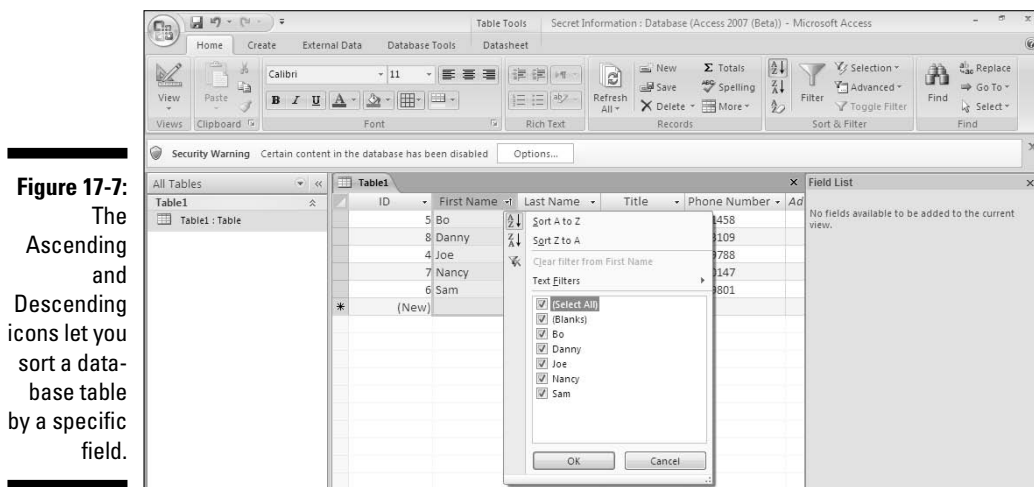 Figure 17-7:
The
Ascending
and
Descending
icons let you
sort a data-
base table
by a specific
field.
Table Tools Secret Information : Database (Access 2007 (Beta)) - Microsoft Access
Home Create External Data Database Tools Datasheet
View Paste Calibri 11 Refresh All New Save Delete Totals Spelling More Filter Selection Advanced Toggle Filter Find Replace Go To Select
B I U A
Views Clipboard Font Rich Text Records Sort & Filter Find
Security Warning Certain content in the database has been disabled Options...
All Tables
Table1
Table1 : Table
Table1
ID First Name Last Name Title Phone Number Ad
5 Bo 1458
8 Danny 3109
4 Joe 9788
7 Nancy 0147
6 Sam 9801
* (New)
Sort A to Z
Sort Z to A
Clear filter from First Name
Text Filters
(Select All)
(Blanks)
Bo
Danny
Joe
Nancy
Sam
OK Cancel
Field List
No fields available to be added to the current
view.